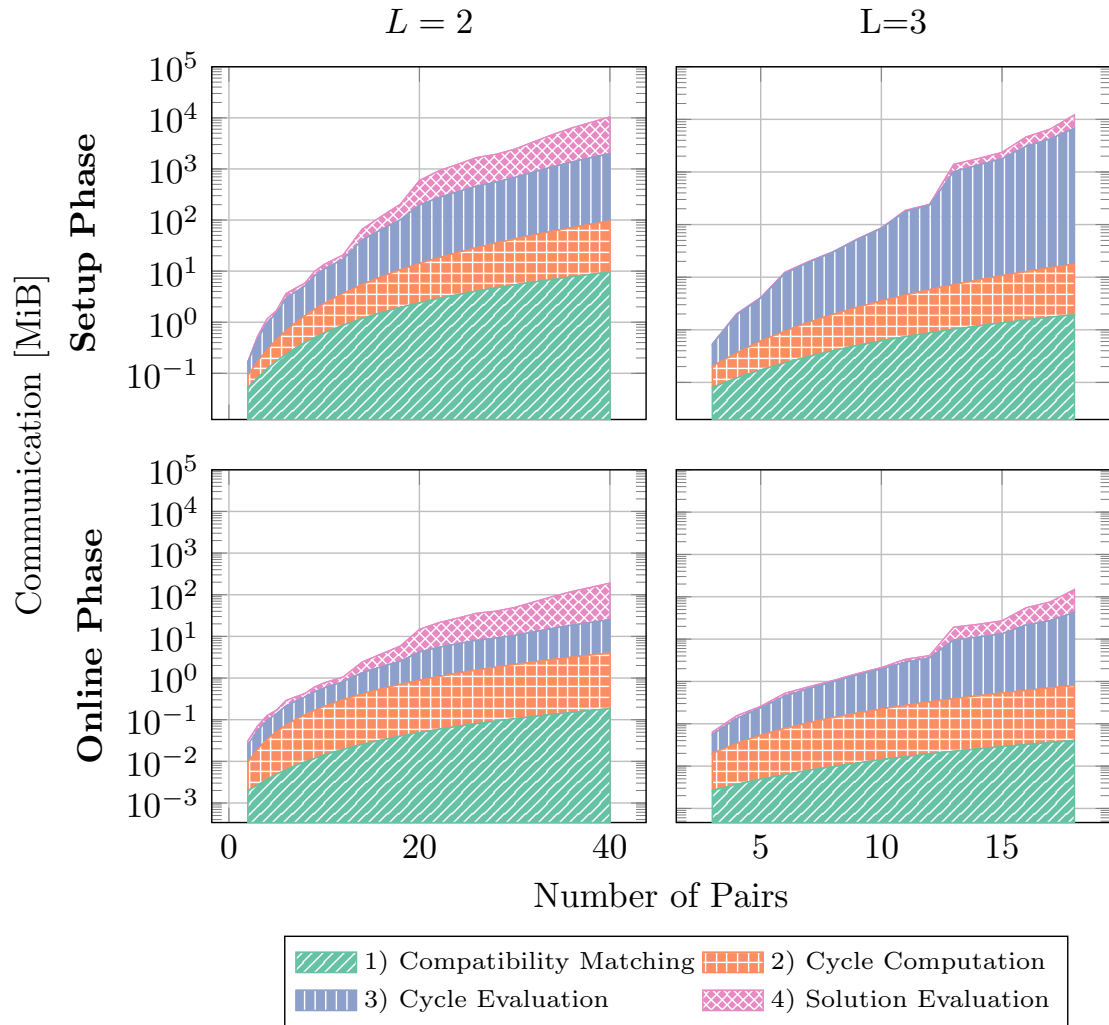 L = 2
L=3
Communication [MiB]
Setup Phase
10^5
10^4
10^3
10^2
10^1
10^0
10^−1
Online Phase
10^5
10^4
10^3
10^2
10^1
10^0
10^−1
10^−2
10^−3
0 20 40 5 10 15
Number of Pairs
1) Compatibility Matching 2) Cycle Computation
3) Cycle Evaluation 4) Solution Evaluation